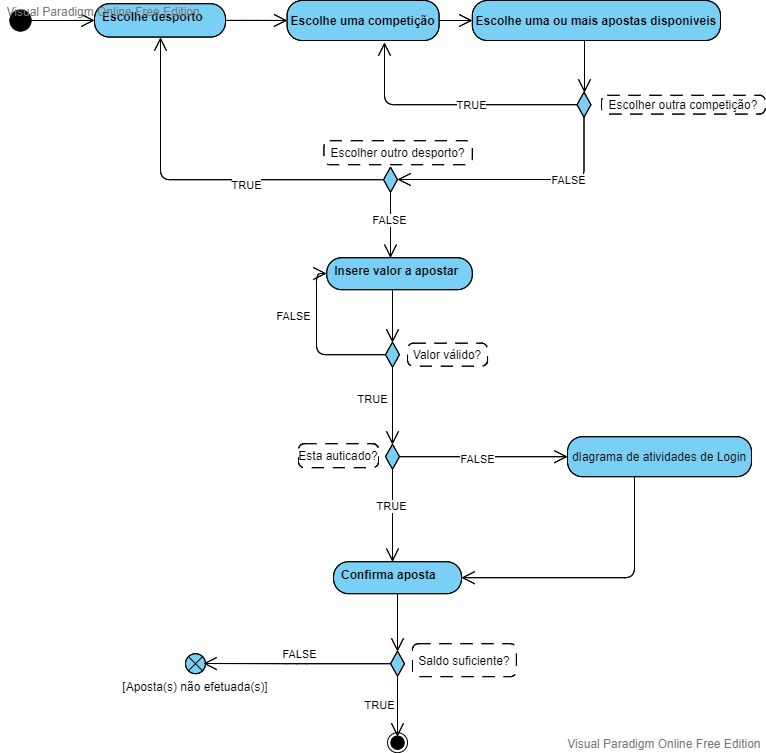 Visual Paradigm Online Free Edition
Escolhe desporto
Escolhe uma competição
Escolhe uma ou mais apostas disponiveis
TRUE
Escolher outra competição?
Escolher outro desporto?
TRUE
FALSE
FALSE
Insere valor a apostar
FALSE
Valor válido?
TRUE
Esta auticado?
FALSE
dIagrama de atividades de Login
TRUE
Confirma aposta
FALSE
Saldo suficiente?
[Aposta(s) não efetuada(s)]
TRUE
Visual Paradigm Online Free Edition